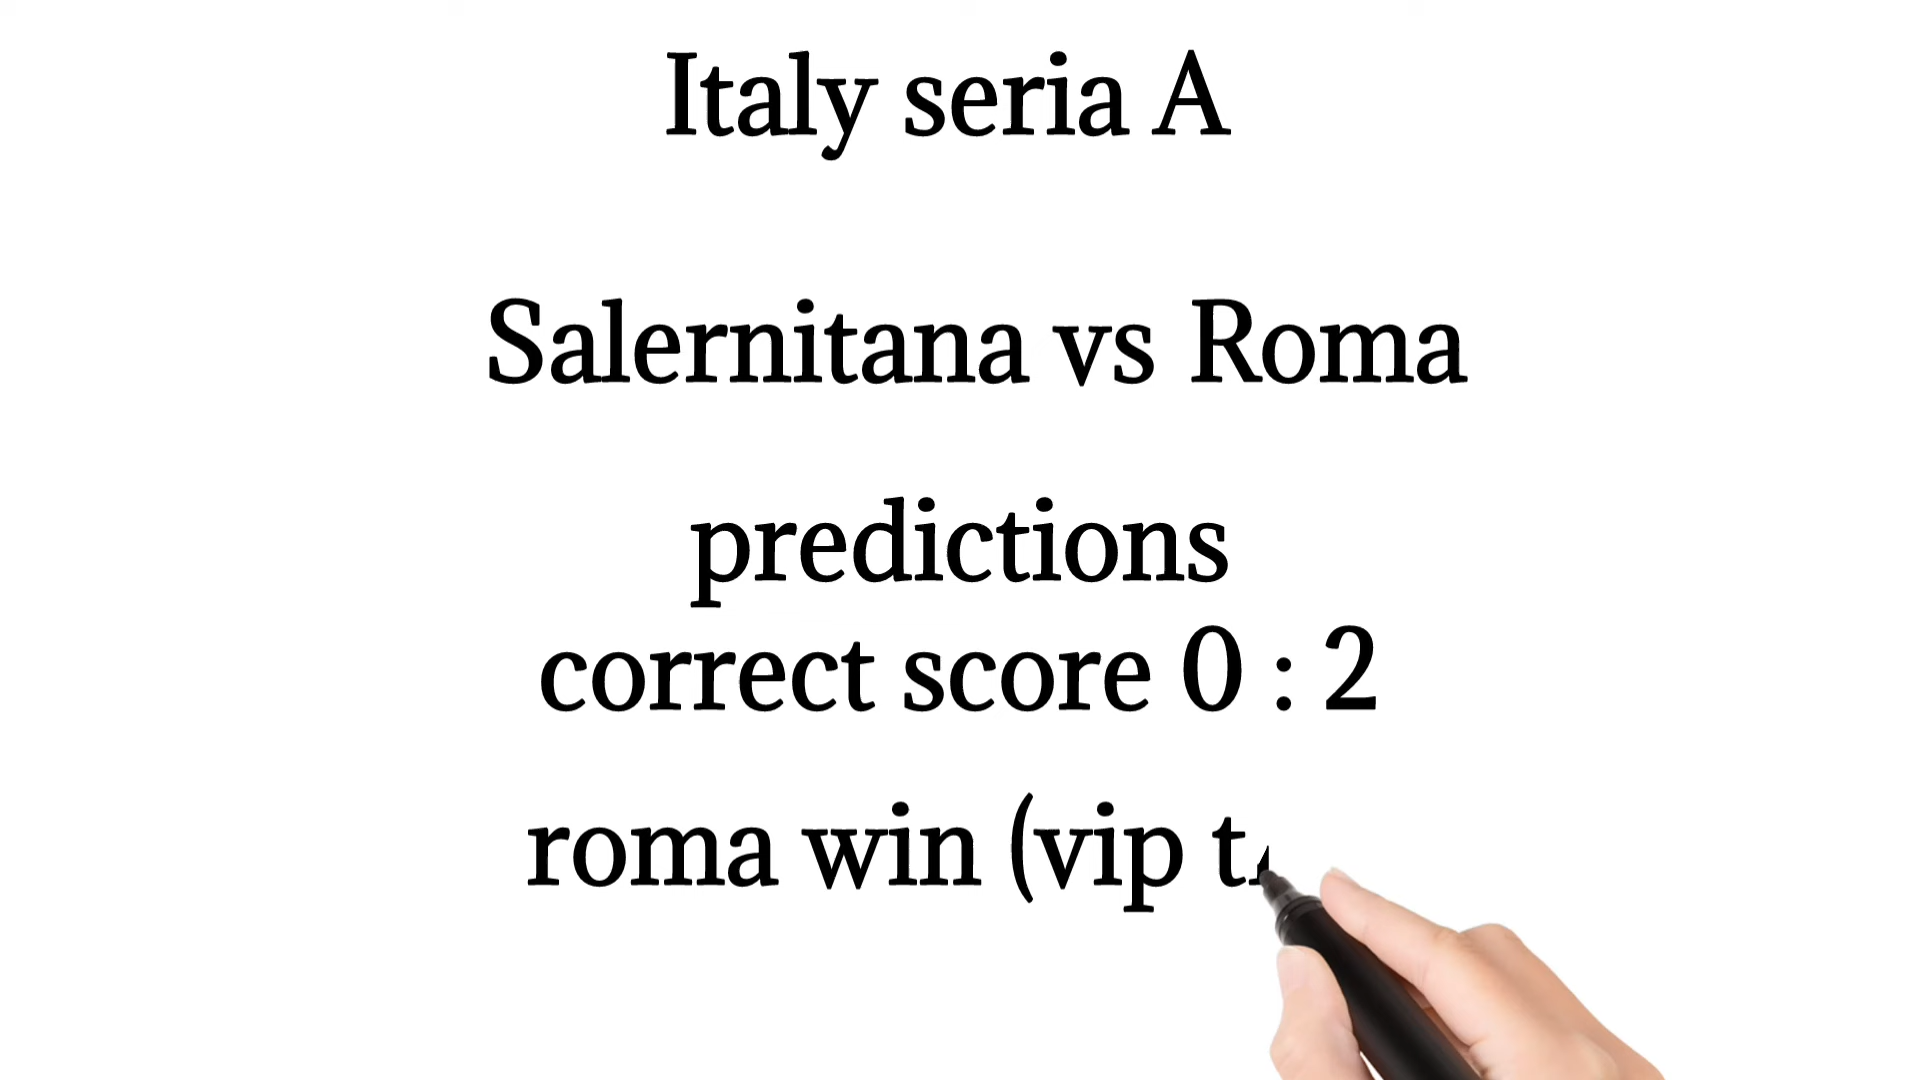 Italy seria A
Salernitana vs Roma
predictions
correct score 0 : 2
roma win (vip t